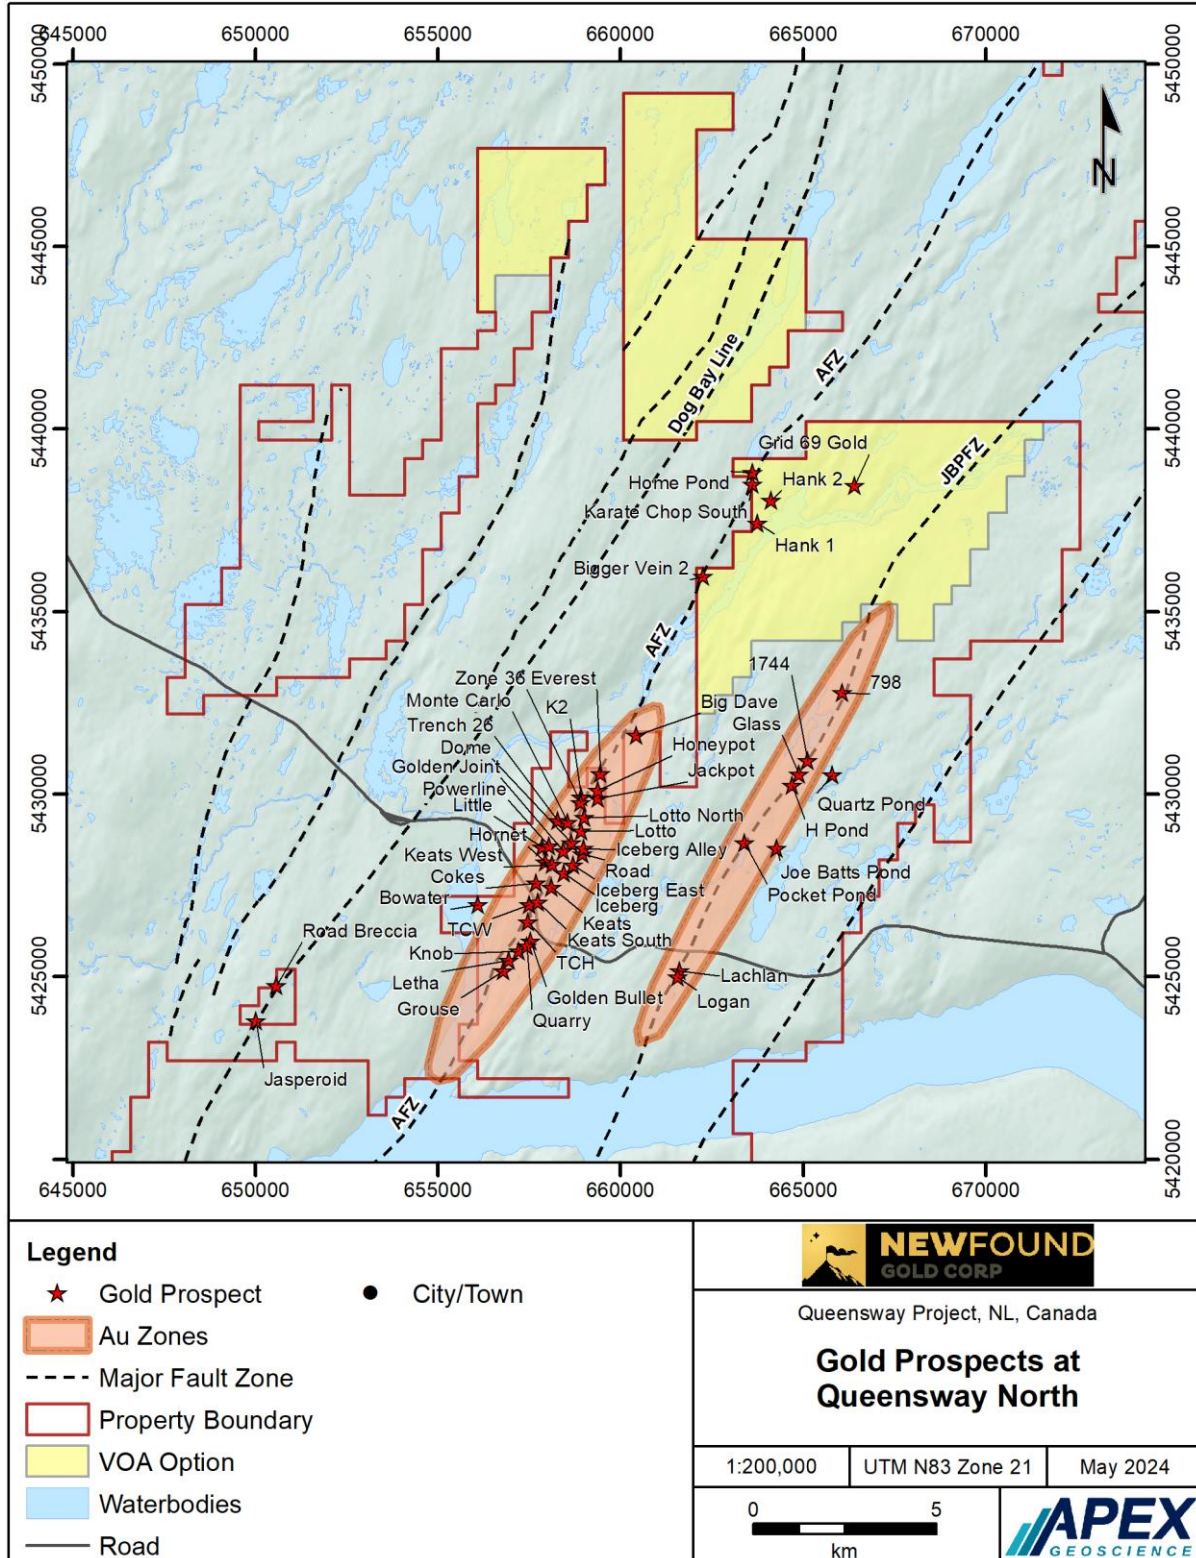 645000 650000 655000 660000 665000 670000
5450000 5450000
5445000 5445000
5440000 5440000
5435000 5435000
5430000 5430000
5425000 5425000
5420000 5420000
N
Dog Bay Line
AFZ
JBPFZ
Grid 69 Gold
Home Pond
Hank 2
Karate Chop South
Hank 1
Bigger Vein 2
AFZ
1744
798
Zone 36 Everest
Monte Carlo
K2
Big Dave
Trench 26
Glass
Dome
Honeypot
Golden Joint
Jackpot
Powerline
Little
Quartz Pond
Lotto North
H Pond
Hornet
Lotto
Keats West
Iceberg Alley
Cokes
Road
Joe Batts Pond
Pocket Pond
Bowater
Iceberg East
Iceberg
Road Breccia
TCW
Keats
Keats South
Knob
TCH
Letha
Lachlan
Grouse
Golden Bullet
Logan
Quarry
Jasperoid
AFZ
645000 650000 655000 660000 665000 670000
Legend
Gold Prospect
City/Town
Au Zones
Major Fault Zone
Property Boundary
VOA Option
Waterbodies
Road
NEWFOUND
GOLD CORP
Queensway Project, NL, Canada
Gold Prospects at
Queensway North
1:200,000 UTM N83 Zone 21 May 2024
0 5
km
APEX
GEOSCIENCE